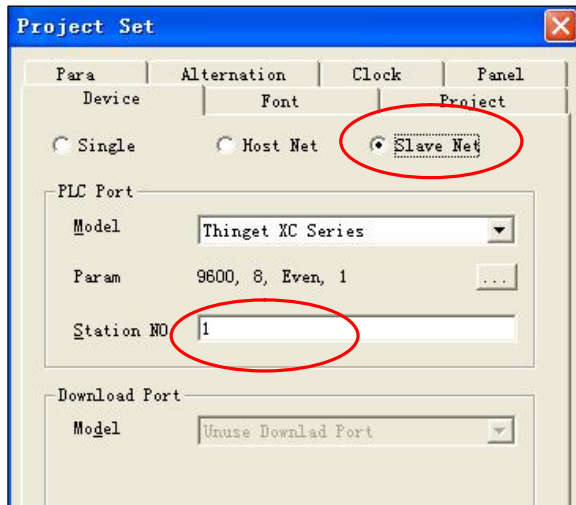 Project Set
Para Alternation Clock Panel
Device Font Project
Single Host Net Slave Net
PLC Port
Model Thinget XC Series
Param 9600, 8, Even, 1 ...
Station NO 1
Download Port
Model Unuse Downlad Port